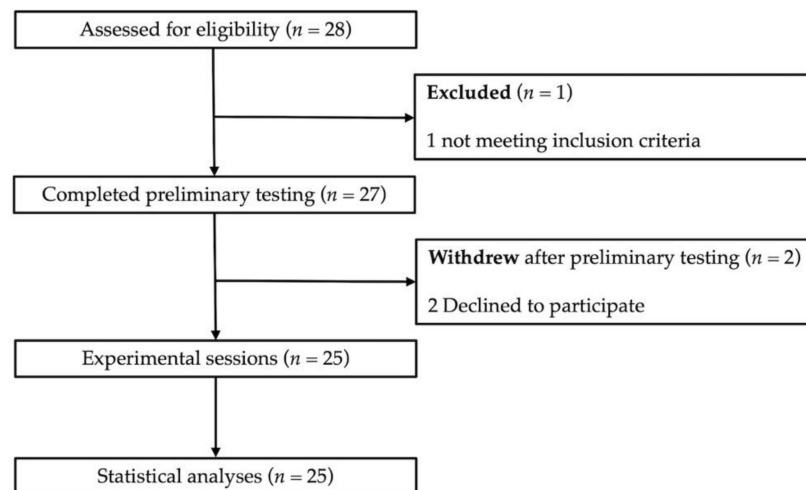 Assessed for eligibility (n = 28)
Excluded (n = 1)
1 not meeting inclusion criteria
Completed preliminary testing (n = 27)
Withdrew after preliminary testing (n = 2)
2 Declined to participate
Experimental sessions (n = 25)
Statistical analyses (n = 25)